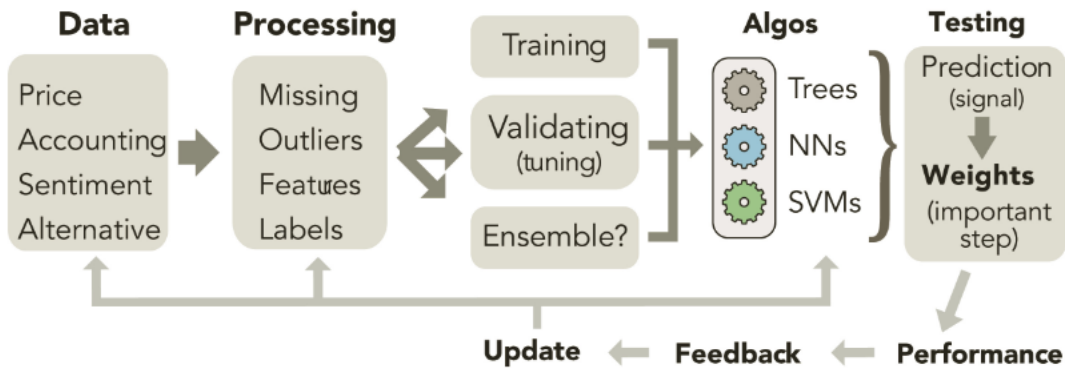 Data
Price
Accounting
Sentiment
Alternative
Processing
Missing
Outliers
Features
Labels
Training
Validating
(tuning)
Ensemble?
Algos
Trees
NNs
SVMs
Testing
Prediction
(signal)
Weights
(important
step)
Update
Feedback
Performance